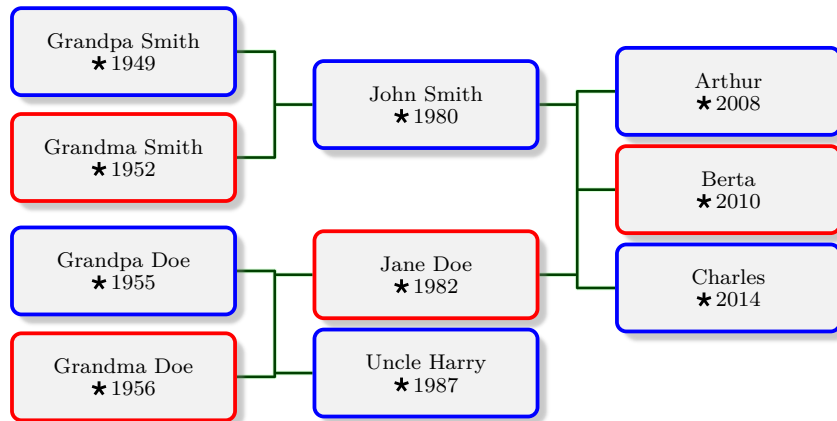 Grandpa Smith
★1949
Grandma Smith
★1952
Grandpa Doe
★1955
Grandma Doe
★1956
John Smith
★1980
Jane Doe
★1982
Uncle Harry
★1987
Arthur
★2008
Berta
★2010
Charles
★2014